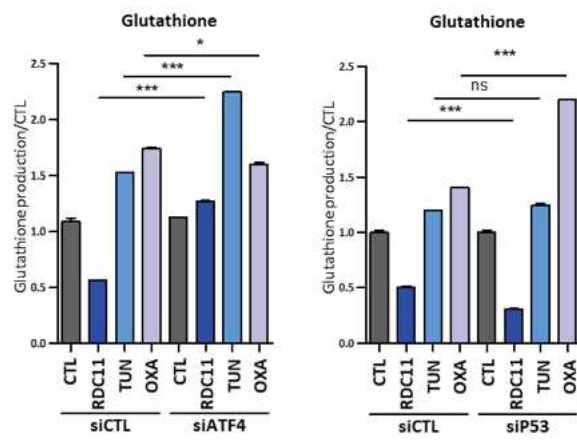 Glutathione
*
***
***
Glutathione production/CTL
2.5
2.0
1.5
1.0
0.5
0.0
CTL
RDC11
TUN
OXA
CTL
RDC11
TUN
OXA
siCTL
siATF4
Glutathione
***
ns
***
Glutathione production/CTL
2.5
2.0
1.5
1.0
0.5
0.0
CTL
RDC11
TUN
OXA
CTL
RDC11
TUN
OXA
siCTL
siP53